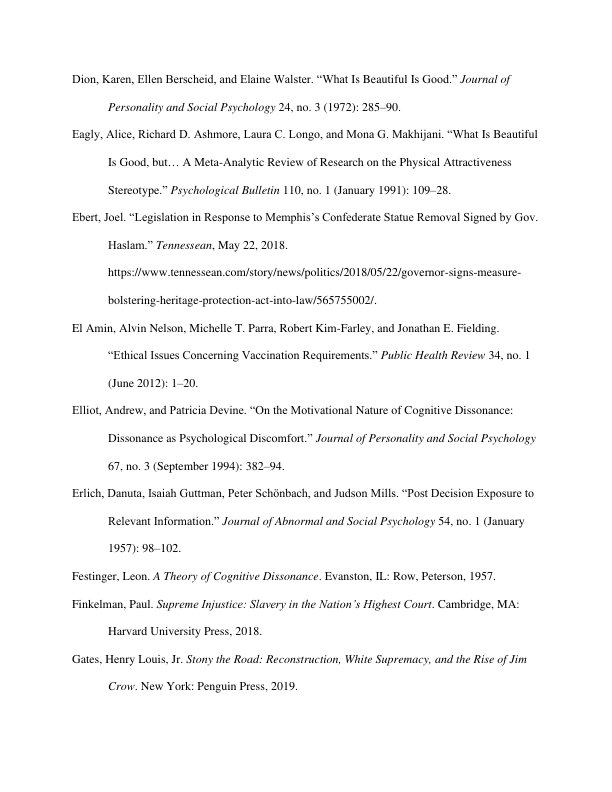 Dion, Karen, Ellen Berscheid, and Elaine Walster. “What Is Beautiful Is Good.” Journal of
Personality and Social Psychology 24, no. 3 (1972): 285–90.
Eagly, Alice, Richard D. Ashmore, Laura C. Longo, and Mona G. Makhijani. “What Is Beautiful
Is Good, but… A Meta-Analytic Review of Research on the Physical Attractiveness
Stereotype.” Psychological Bulletin 110, no. 1 (January 1991): 109–28.
Ebert, Joel. “Legislation in Response to Memphis’s Confederate Statue Removal Signed by Gov.
Haslam.” Tennessean, May 22, 2018.
https://www.tennessean.com/story/news/politics/2018/05/22/governor-signs-measure-
bolstering-heritage-protection-act-into-law/565755002/.
El Amin, Alvin Nelson, Michelle T. Parra, Robert Kim-Farley, and Jonathan E. Fielding.
“Ethical Issues Concerning Vaccination Requirements.” Public Health Review 34, no. 1
(June 2012): 1–20.
Elliot, Andrew, and Patricia Devine. “On the Motivational Nature of Cognitive Dissonance:
Dissonance as Psychological Discomfort.” Journal of Personality and Social Psychology
67, no. 3 (September 1994): 382–94.
Erlich, Danuta, Isaiah Guttman, Peter Schönbach, and Judson Mills. “Post Decision Exposure to
Relevant Information.” Journal of Abnormal and Social Psychology 54, no. 1 (January
1957): 98–102.
Festinger, Leon. A Theory of Cognitive Dissonance. Evanston, IL: Row, Peterson, 1957.
Finkelman, Paul. Supreme Injustice: Slavery in the Nation’s Highest Court. Cambridge, MA:
Harvard University Press, 2018.
Gates, Henry Louis, Jr. Stony the Road: Reconstruction, White Supremacy, and the Rise of Jim
Crow. New York: Penguin Press, 2019.